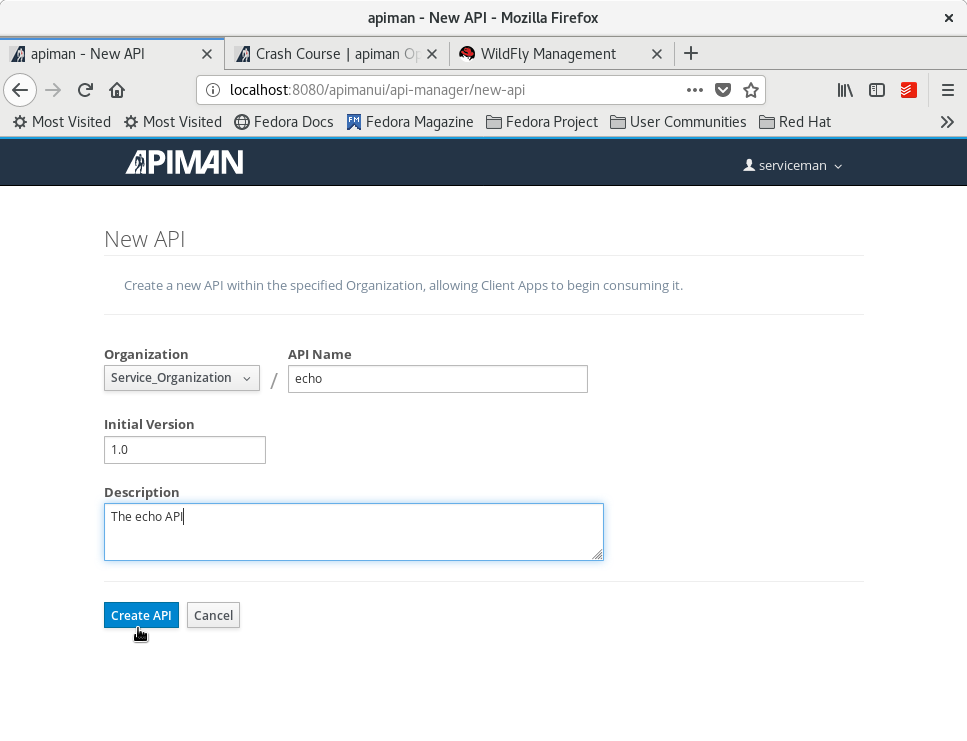 apiman - New API - Mozilla Firefox
apiman - New API
Crash Course | apiman
WildFly Management
localhost:8080/apimanui/api-manager/new-api
Most Visited Most Visited Fedora Docs FM Fedora Magazine Fedora Project User Communities Red Hat
APIMAN
serviceman
New API
Create a new API within the specified Organization, allowing Client Apps to begin consuming it.
Organization API Name
Service_Organization / echo
Initial Version
1.0
Description
The echo API
Create API Cancel